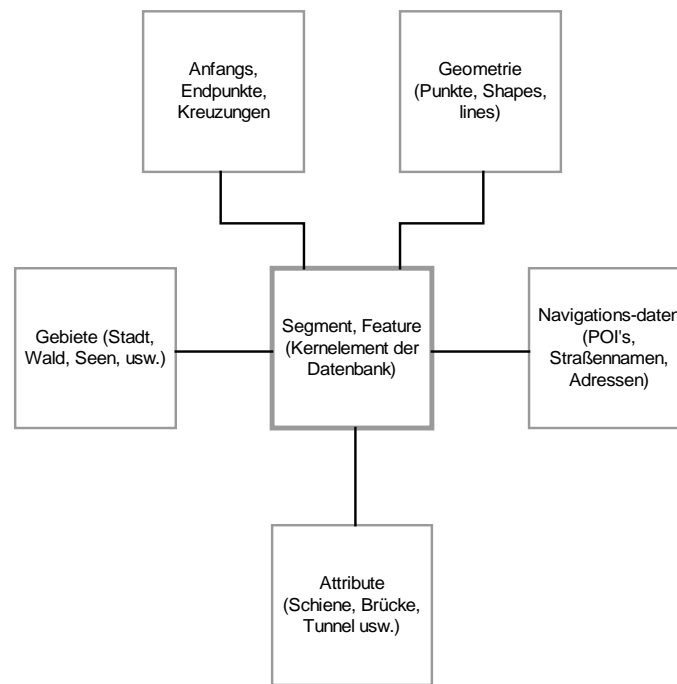 Anfangs,
Endpunkte,
Kreuzungen
Geometrie
(Punkte, Shapes,
lines)
Gebiete (Stadt,
Wald, Seen, usw.)
Segment, Feature
(Kernelement der
Datenbank)
Navigations-daten
(POI's,
Straßennamen,
Adressen)
Attribute
(Schiene, Brücke,
Tunnel usw.)